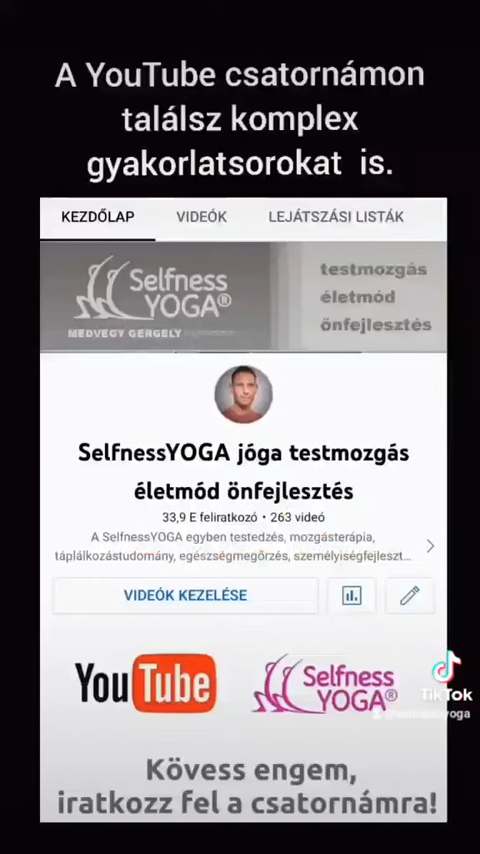 A YouTube csatornámon
találsz komplex
gyakorlatsorokat is.
KEZDŐLAP VIDEÓK LEJÁTSZÁSI LISTÁK
Selfness
YOGA®
MEDVEGY GERGELY
testmozgás
életmód
önfejlesztés
SelfnessYOGA jóga testmozgás
életmód önfejlesztés
33,9 E feliratkozó • 263 videó
A SelfnessYOGA egyben testedzés, mozgásterápia,
táplálkozástudomány, egészségmegőrzés, személyiségfejleszt...
VIDEÓK KEZELÉSE
YouTube
Selfness
YOGA®
TikTok
Kövess engem,
iratkozz fel a csatornámra!